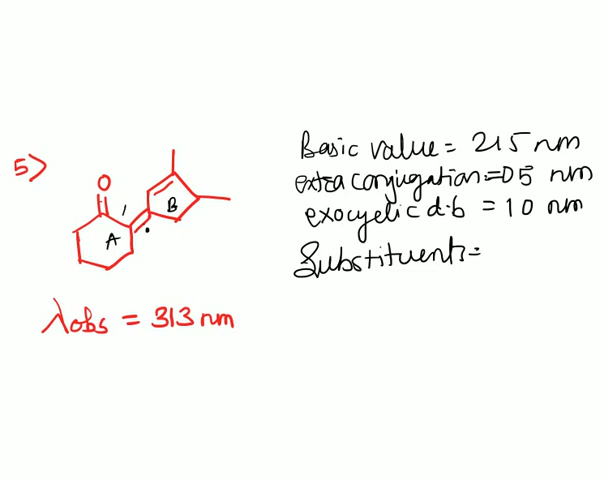 Basic value = 215 nm
extra conjugation = 05 nm
exocyclic d.b = 10 nm
Substituents =
5)
O
A
B
λobs = 313 nm